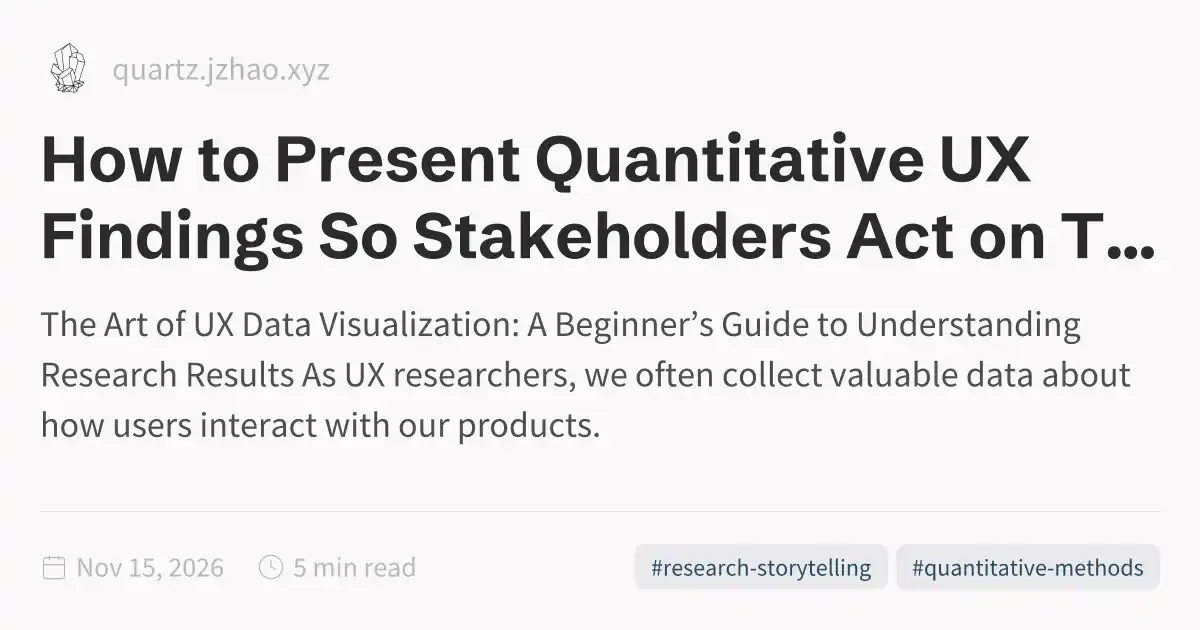 quartz.jzhao.xyz
How to Present Quantitative UX
Findings So Stakeholders Act on T...
The Art of UX Data Visualization: A Beginner’s Guide to Understanding
Research Results As UX researchers, we often collect valuable data about
how users interact with our products.
Nov 15, 2026 5 min read #research-storytelling #quantitative-methods